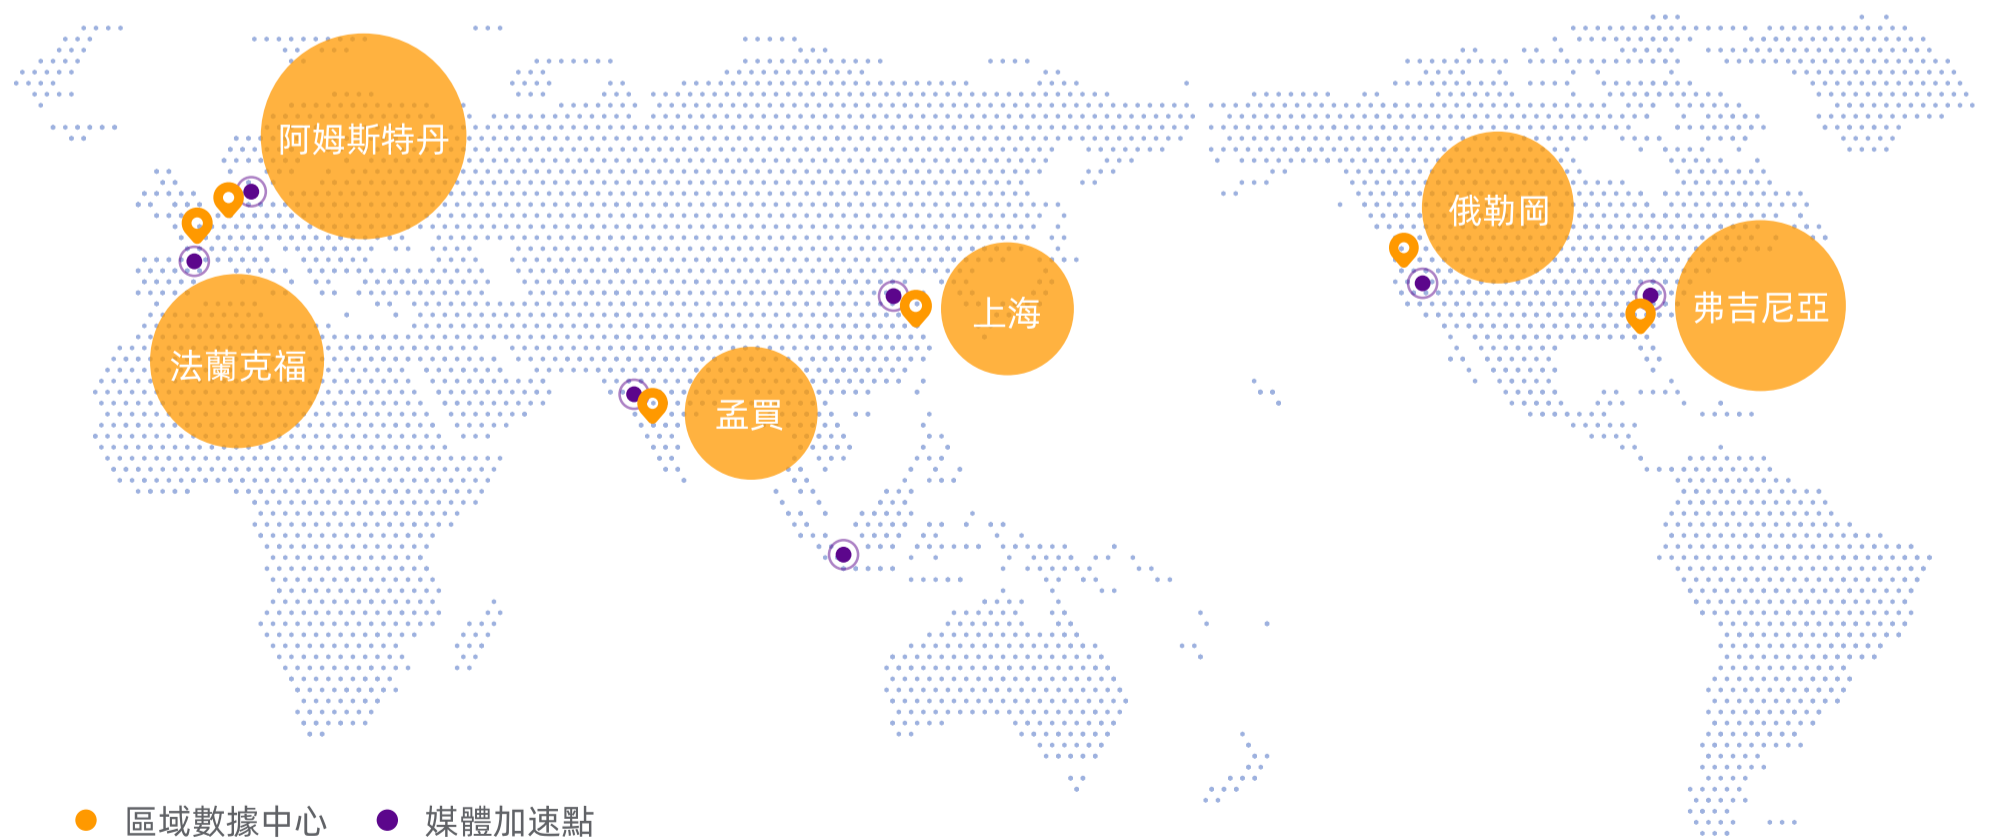 阿姆斯特丹
俄勒岡
上海
弗吉尼亞
法蘭克福
孟買
區域數據中心
媒體加速點